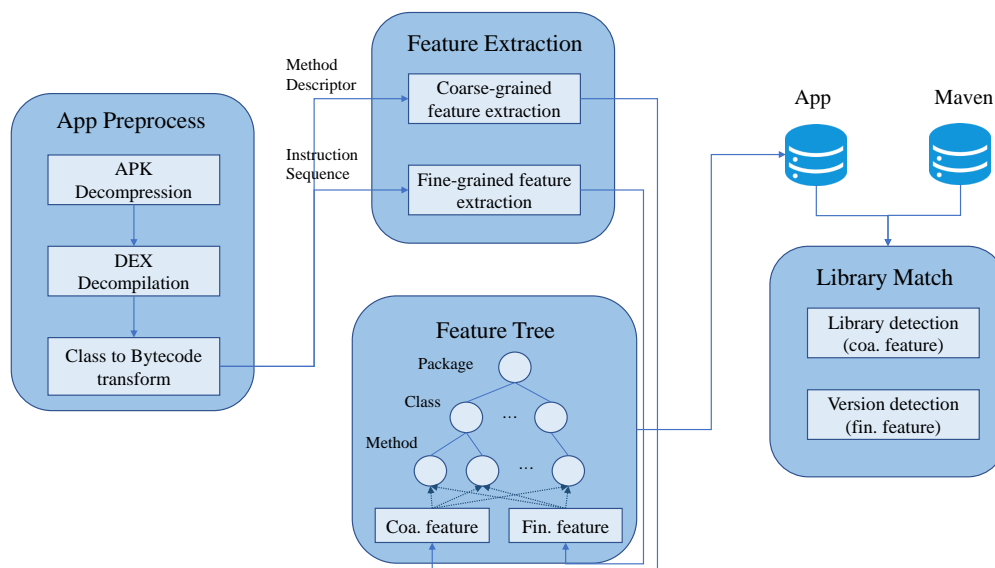 App Preprocess
APK
Decompression
DEX
Decompilation
Class to Bytecode
transform
Method
Descriptor
Instruction
Sequence
Feature Extraction
Coarse-grained
feature extraction
Fine-grained feature
extraction
Feature Tree
Package
Class
...
Method
...
Coa. feature
Fin. feature
App
Maven
Library Match
Library detection
(coa. feature)
Version detection
(fin. feature)